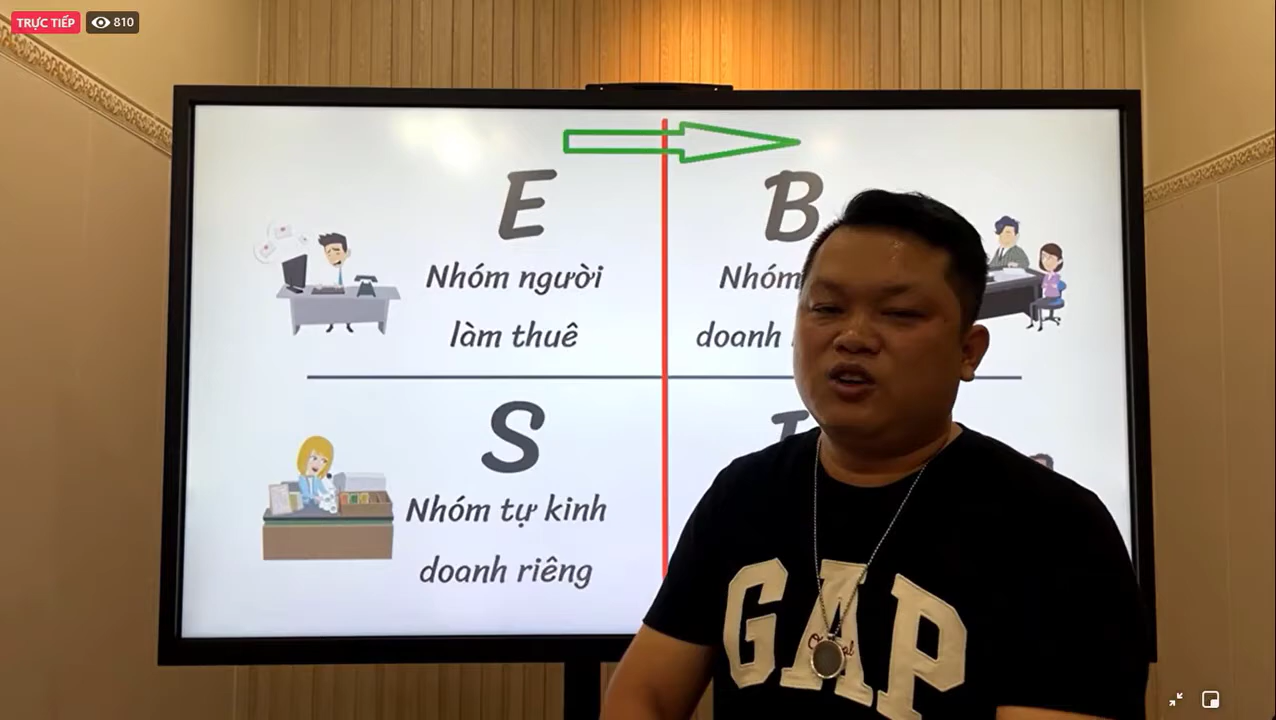 TRỰC TIẾP
810
E
Nhóm người
làm thuê
B
Nhóm
doanh
S
Nhóm tự kinh
doanh riêng
GAP